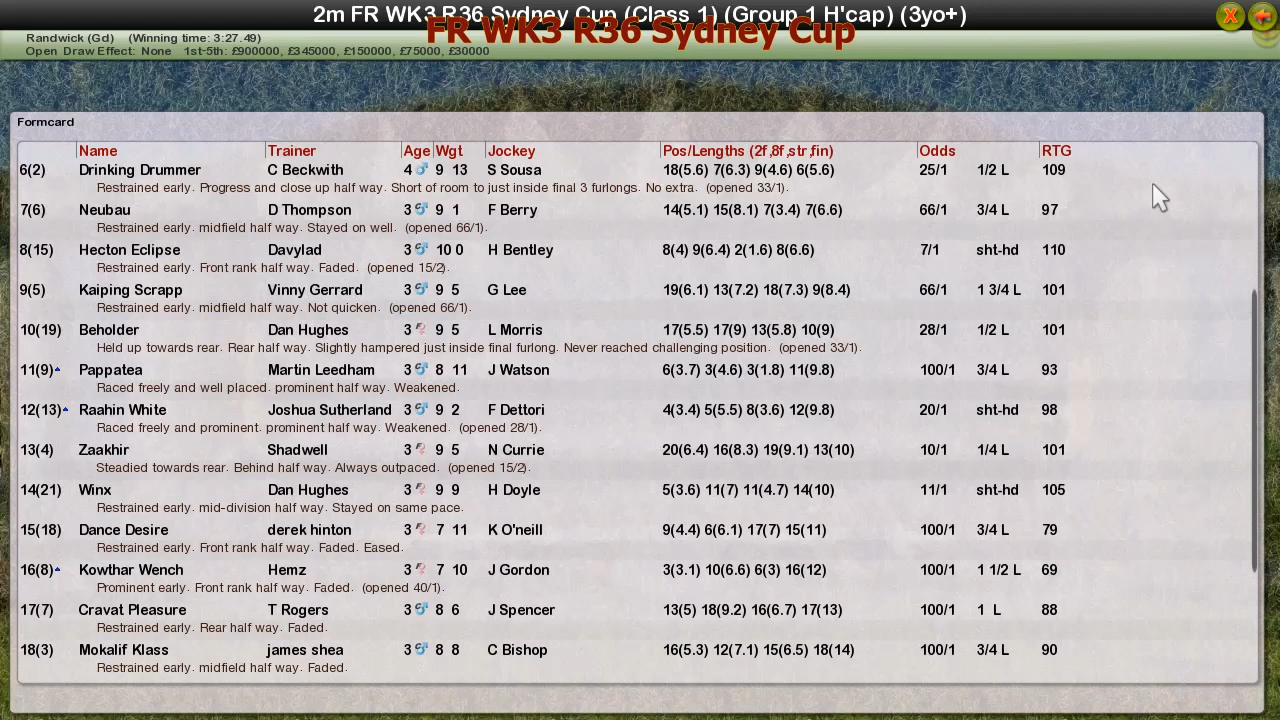 2m FR WK3 R36 Sydney Cup (Class 1) (Group 1 H'cap) (3yo+)
FR WK3 R36 Sydney Cup
Randwick (Gd) (Winning time: 3:27.49)
Open Draw Effect: None 1st-5th: £900000, £345000, £150000, £75000, £30000
Formcard
Name Trainer Age Wgt Jockey Pos/Lengths (2f,8f,str,fin) Odds RTG
6(2) Drinking Drummer C Beckwith 4 9 13 S Sousa 18(5.6) 7(6.3) 9(4.6) 6(5.6) 25/1 1/2 L 109
Restrained early. Progress and close up half way. Short of room to just inside final 3 furlongs. No extra. (opened 33/1).
7(6) Neubau D Thompson 3 9 1 F Berry 14(5.1) 15(8.1) 7(3.4) 7(6.6) 66/1 3/4 L 97
Restrained early. midfield half way. Stayed on well. (opened 66/1).
8(15) Hecton Eclipse Davylad 3 10 0 H Bentley 8(4) 9(6.4) 2(1.6) 8(6.6) 7/1 sht-hd 110
Restrained early. Front rank half way. Faded. (opened 15/2).
9(5) Kaiping Scrapp Vinny Gerrard 3 9 5 G Lee 19(6.1) 13(7.2) 18(7.3) 9(8.4) 66/1 1 3/4 L 101
Restrained early. midfield half way. Not quicken. (opened 66/1).
10(19) Beholder Dan Hughes 3 9 5 L Morris 17(5.5) 17(9) 13(5.8) 10(9) 28/1 1/2 L 101
Held up towards rear. Rear half way. Slightly hampered just inside final furlong. Never reached challenging position. (opened 33/1).
11(9) Pappatea Martin Leedham 3 8 11 J Watson 6(3.7) 3(4.6) 3(1.8) 11(9.8) 100/1 3/4 L 93
Raced freely and well placed. prominent half way. Weakened.
12(13) Raahin White Joshua Sutherland 3 9 2 F Dettori 4(3.4) 5(5.5) 8(3.6) 12(9.8) 20/1 sht-hd 98
Raced freely and prominent. prominent half way. Weakened. (opened 28/1).
13(4) Zaakhir Shadwell 3 9 5 N Currie 20(6.4) 16(8.3) 19(9.1) 13(10) 10/1 1/4 L 101
Steadied towards rear. Behind half way. Always outpaced. (opened 15/2).
14(21) Winx Dan Hughes 3 9 9 H Doyle 5(3.6) 11(7) 11(4.7) 14(10) 11/1 sht-hd 105
Restrained early. mid-division half way. Stayed on same pace.
15(18) Dance Desire derek hinton 3 7 11 K O'neill 9(4.4) 6(6.1) 17(7) 15(11) 100/1 3/4 L 79
Restrained early. Front rank half way. Faded. Eased.
16(8) Kowthar Wench Hemz 3 7 10 J Gordon 3(3.1) 10(6.6) 6(3) 16(12) 100/1 1 1/2 L 69
Prominent early. Front rank half way. Faded. (opened 40/1).
17(7) Cravat Pleasure T Rogers 3 8 6 J Spencer 13(5) 18(9.2) 16(6.7) 17(13) 100/1 1 L 88
Restrained early. Rear half way. Faded.
18(3) Mokalif Klass james shea 3 8 8 C Bishop 16(5.3) 12(7.1) 15(6.5) 18(14) 100/1 3/4 L 90
Restrained early. midfield half way. Faded.